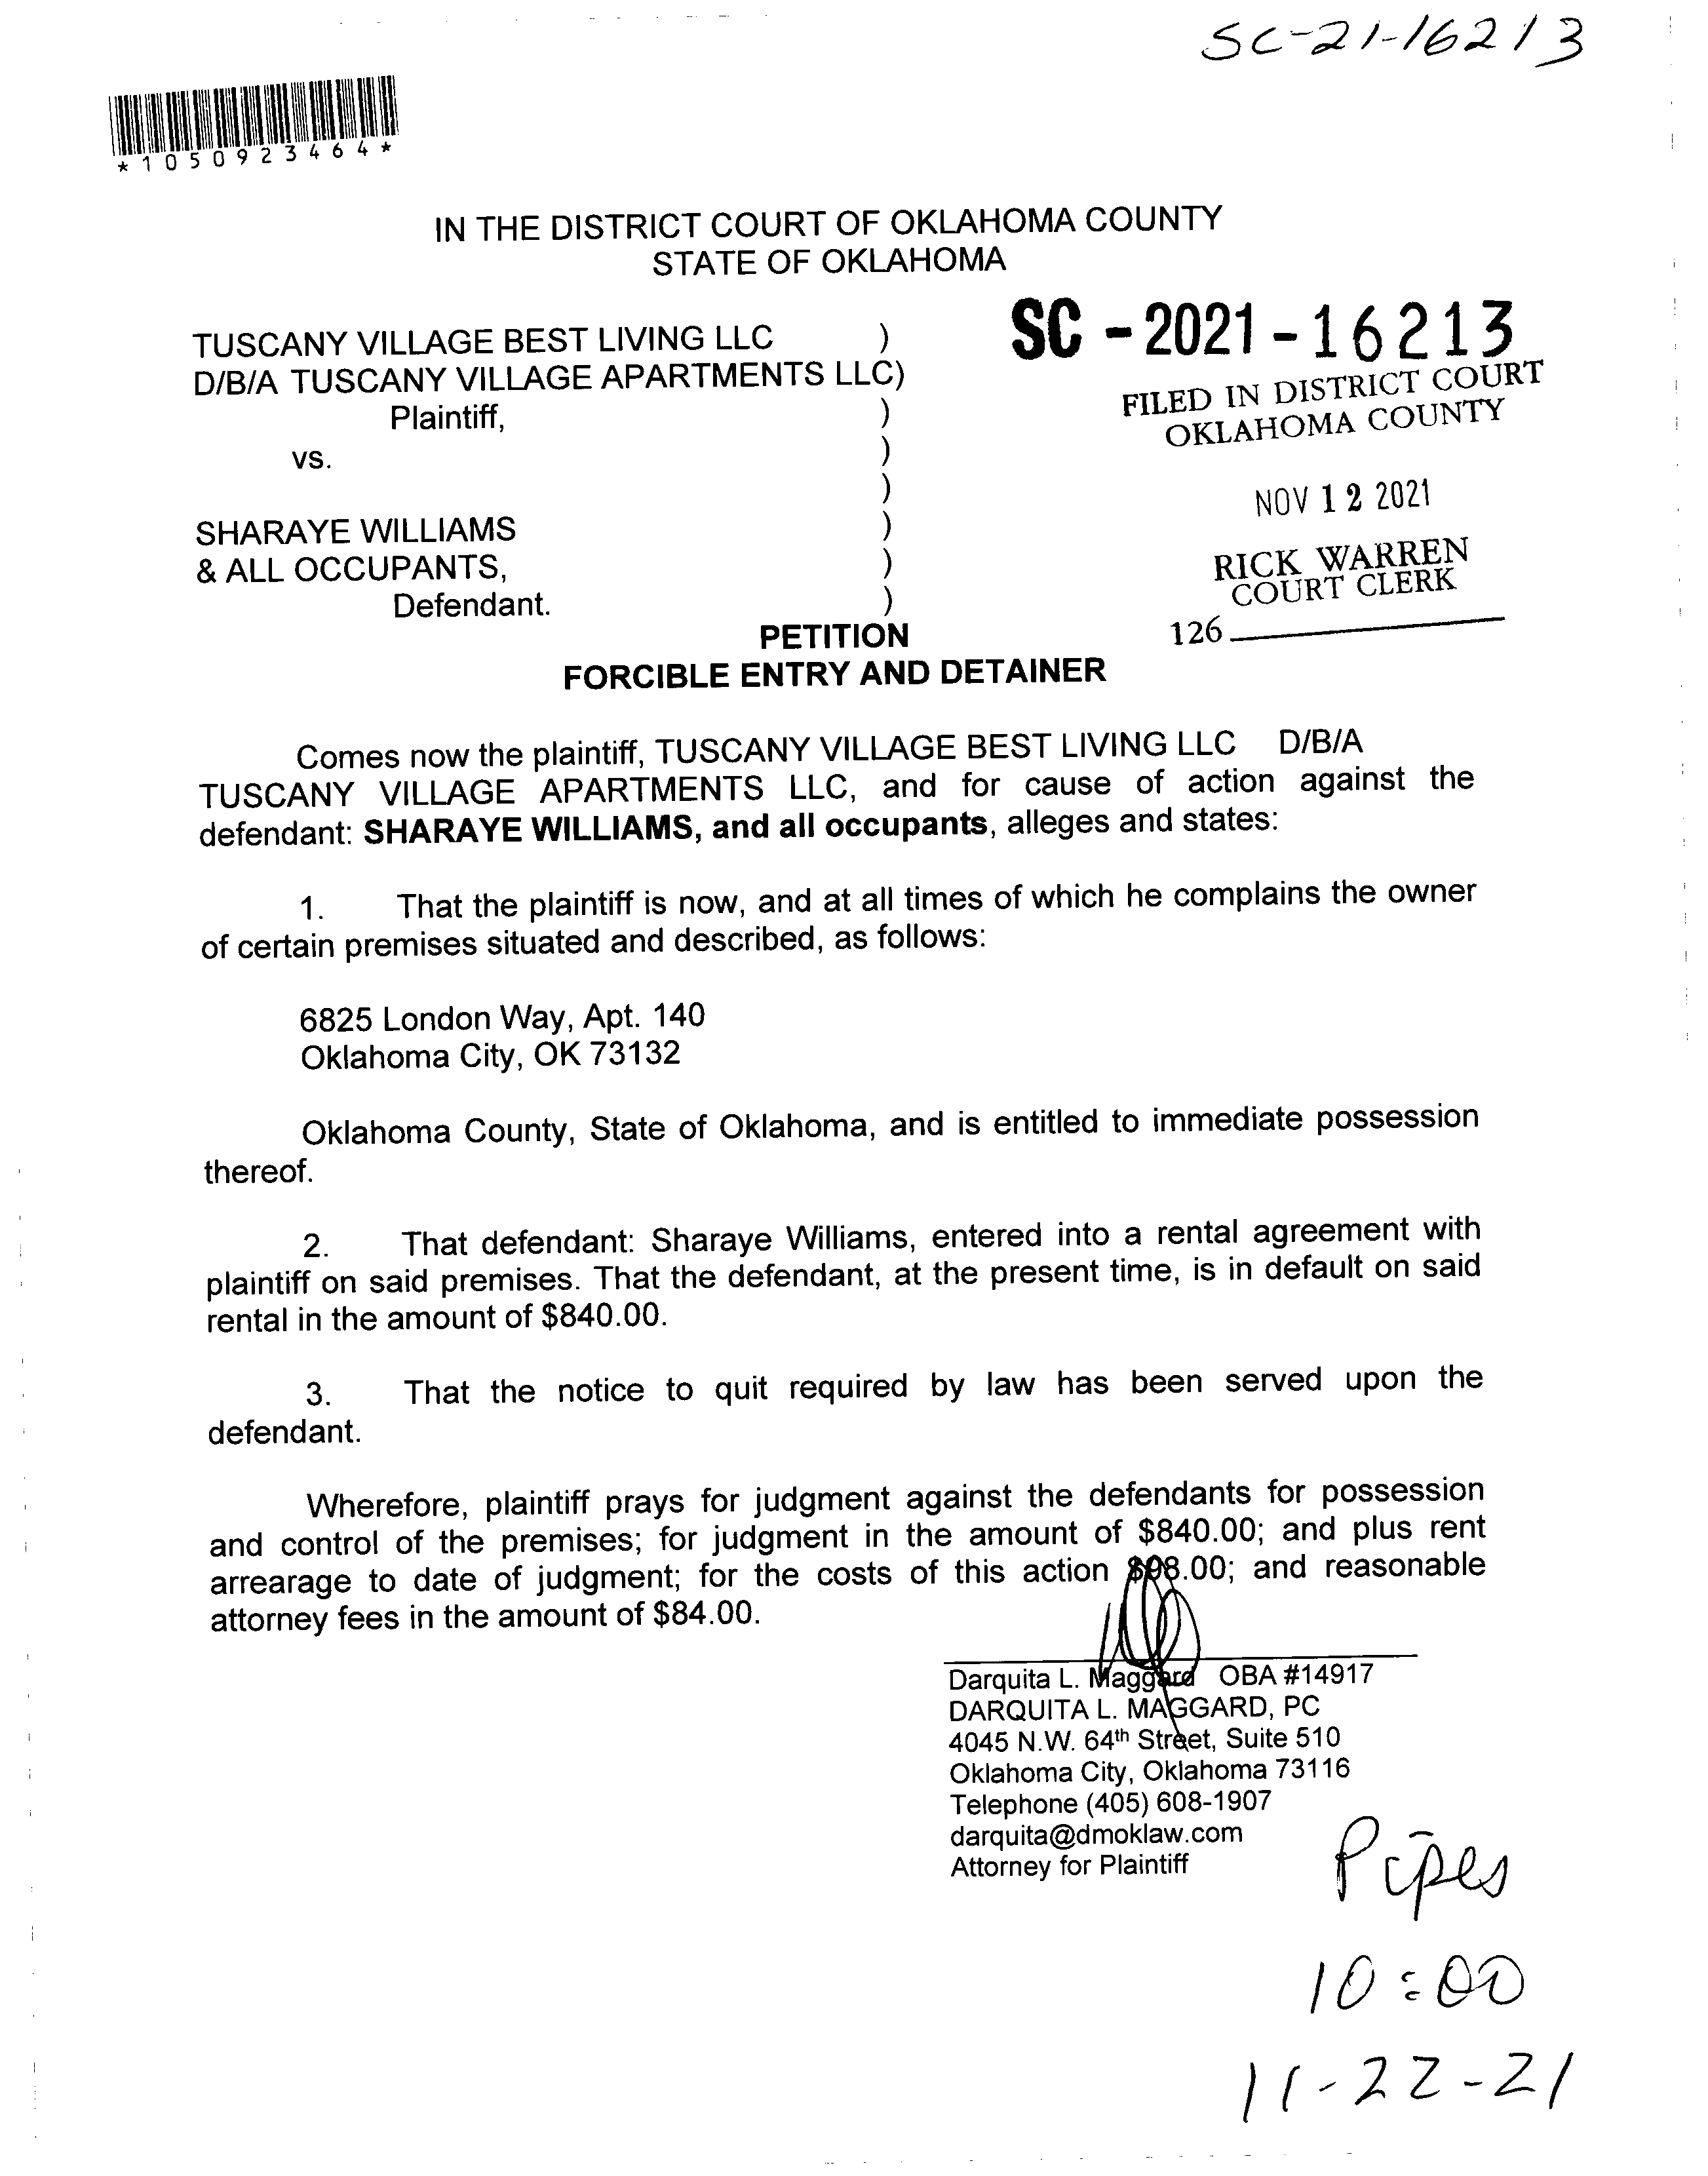 SC-21-16213
*1050923464*
IN THE DISTRICT COURT OF OKLAHOMA COUNTY
STATE OF OKLAHOMA
TUSCANY VILLAGE BEST LIVING LLC )
D/B/A TUSCANY VILLAGE APARTMENTS LLC)
Plaintiff, )
vs. )
)
SHARAYE WILLIAMS )
& ALL OCCUPANTS, )
Defendant. )
SC - 2021 - 16213
FILED IN DISTRICT COURT
OKLAHOMA COUNTY
NOV 12 2021
RICK WARREN
COURT CLERK
126
PETITION
FORCIBLE ENTRY AND DETAINER
Comes now the plaintiff, TUSCANY VILLAGE BEST LIVING LLC D/B/A
TUSCANY VILLAGE APARTMENTS LLC, and for cause of action against the
defendant: SHARAYE WILLIAMS, and all occupants, alleges and states:
1. That the plaintiff is now, and at all times of which he complains the owner
of certain premises situated and described, as follows:
6825 London Way, Apt. 140
Oklahoma City, OK 73132
Oklahoma County, State of Oklahoma, and is entitled to immediate possession
thereof.
2. That defendant: Sharaye Williams, entered into a rental agreement with
plaintiff on said premises. That the defendant, at the present time, is in default on said
rental in the amount of $840.00.
3. That the notice to quit required by law has been served upon the
defendant.
Wherefore, plaintiff prays for judgment against the defendants for possession
and control of the premises; for judgment in the amount of $840.00; and plus rent
arrearage to date of judgment; for the costs of this action $98.00; and reasonable
attorney fees in the amount of $84.00.
Darquita L. Maggard OBA #14917
DARQUITA L. MAGGARD, PC
4045 N.W. 64th Street, Suite 510
Oklahoma City, Oklahoma 73116
Telephone (405) 608-1907
darquita@dmoklaw.com
Attorney for Plaintiff
Pipes
10:00
11-22-21